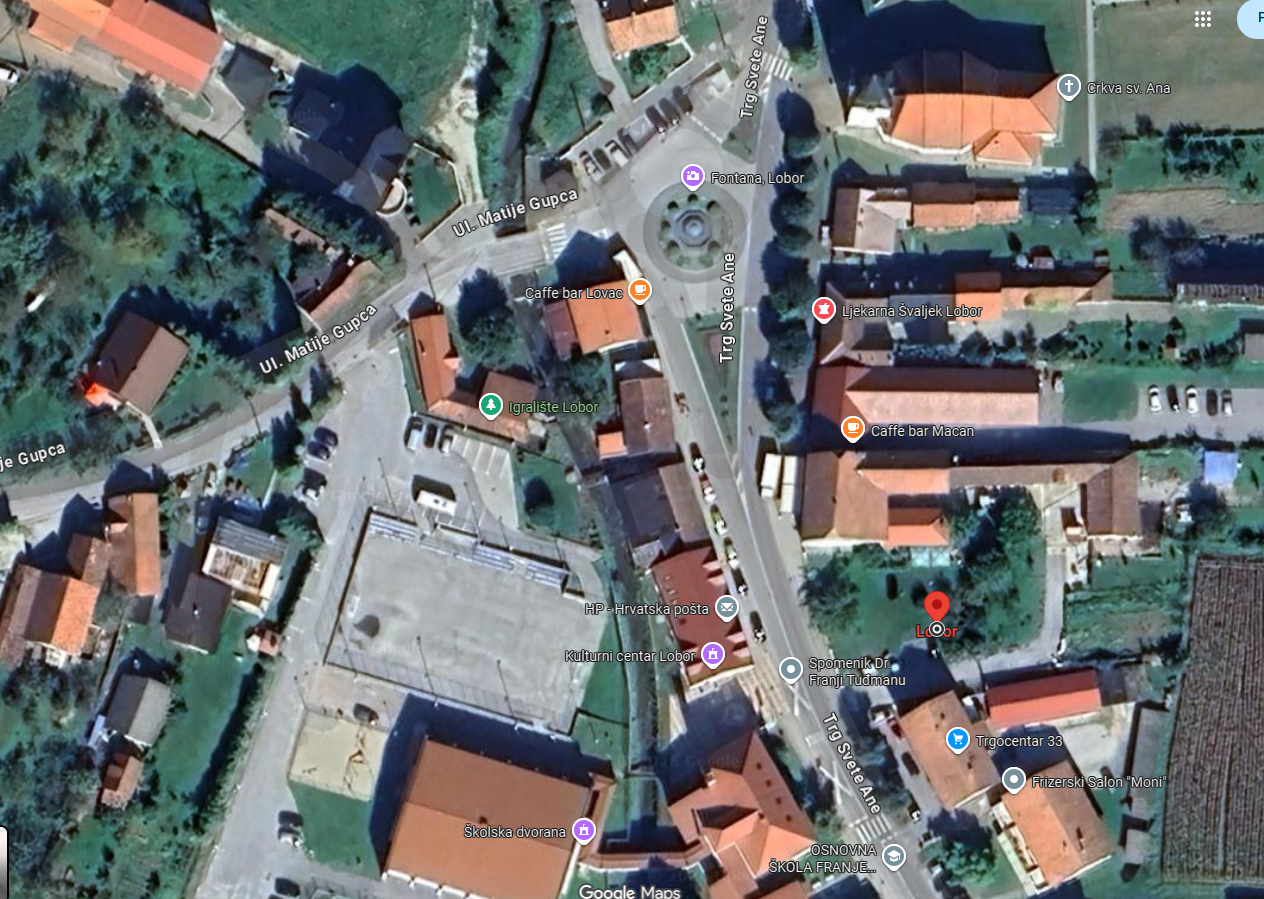 Trg Svete Ane
Crkva sv. Ana
Fontana, Lobor
Ul. Matije Gupca
Caffe bar Lovac
Trg Svete Ane
Ljekarna Švaljek Lobor
Ul. Matije Gupca
Igralište Lobor
Caffe bar Macan
je Gupca
HP - Hrvatska pošta
Lobor
Kulturni centar Lobor
Spomenik Dr.
Franji Tuđmanu
Trg Svete Ane
Trgocentar 33
Frizerski Salon "Moni"
Školska dvorana
OSNOVNA
ŠKOLA FRANJE...
Google Maps